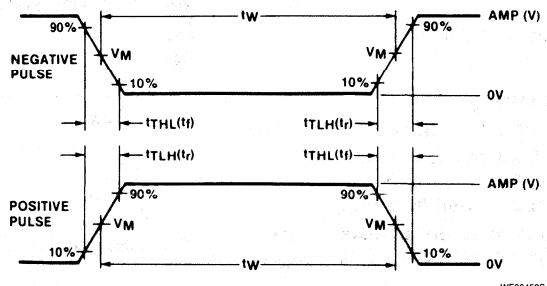 tW
AMP (V)
90%
90%
NEGATIVE
PULSE
VM
VM
10%
10%
0V
tTHL(tf)
tTLH(tr)
tTLH(tr)
tTHL(tf)
AMP (V)
90%
90%
POSITIVE
PULSE
VM
VM
10%
10%
tW
0V